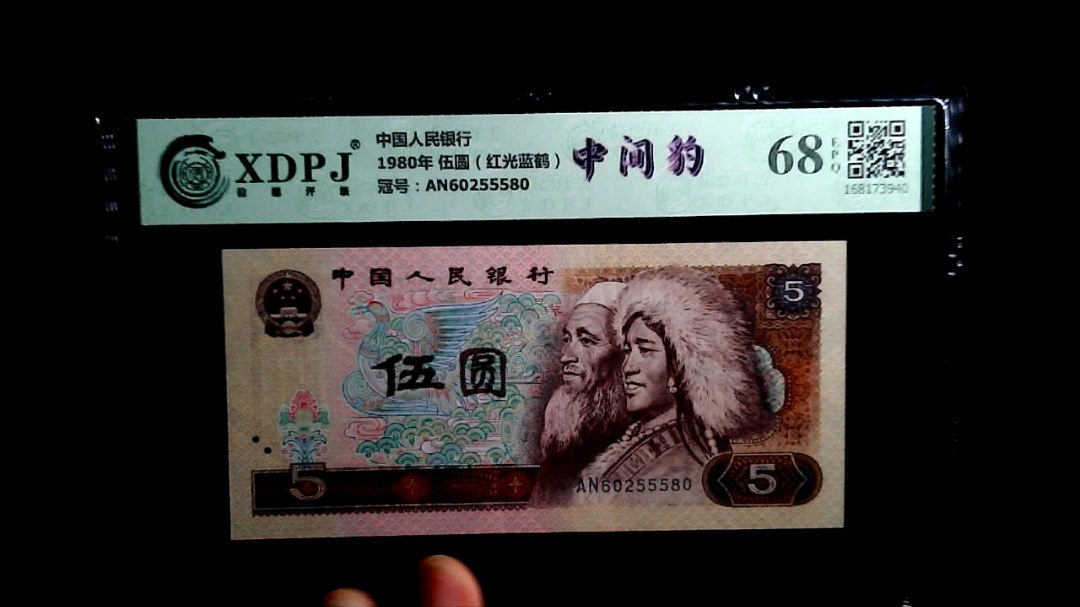 XDPJ®
中国人民银行
1980年 伍圆（红光蓝鹤）
冠号：AN60255580
中间豹
68
EPQ
168173940
中国人民银行
5
伍圆
5
AN60255580
5